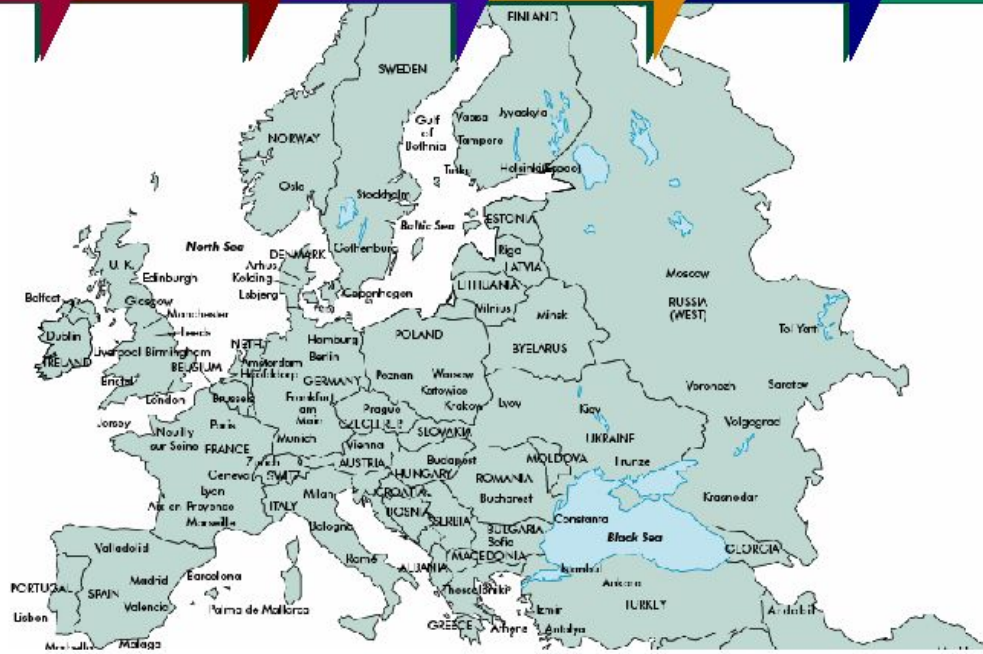 FINLAND
SWEDEN
Gulf
of
Bothnia
Vaasa
Jyvaskyla
NORWAY
Tampere
Turku
Oslo
Stockholm
Baltic Sea
ESTONIA
North Sea
DENMARK
Gothenburg
Riga
U. K.
Arhus
LATVIA
Moscow
Edinburgh
Kolding
LITHUANIA
Belfast
Glasgow
Esbjerg
Copenhagen
Vilnius
RUSSIA
(WEST)
Manchester
Minsk
Dublin
Leeds
POLAND
Hamburg
BYELARUS
IRELAND
Liverpool
Birmingham
NETH.
Berlin
Amsterdam
BELGIUM
Hoofddorp
GERMANY
Poznan
Warsaw
Bristol
Katowice
Voronezh
Saratov
London
Brussels
Frankfurt
am
Main
Prague
Krakow
Lvov
Kiev
Jersey
Paris
Volgograd
Neuilly
sur Seine
SLOVAKIA
UKRAINE
FRANCE
Munich
Vienna
MOLDOVA
Zurich
AUSTRIA
Budapest
Geneva
SWITZ.
HUNGARY
ROMANIA
Lyon
Milan
CROATIA
Bucharest
Krasnodar
Aix en Provence
ITALY
BOSNIA
Marseille
Bologna
SERBIA
Constanta
BULGARIA
Sofia
Black Sea
Valladolid
GEORGIA
Rome
ALBANIA
MACEDONIA
Istanbul
PORTUGAL
Madrid
Barcelona
Ankara
SPAIN
Thessaloniki
Valencia
Palma de Mallorca
Izmir
TURKEY
Ardabil
Lisbon
GREECE
Athens
Antalya
Malaga